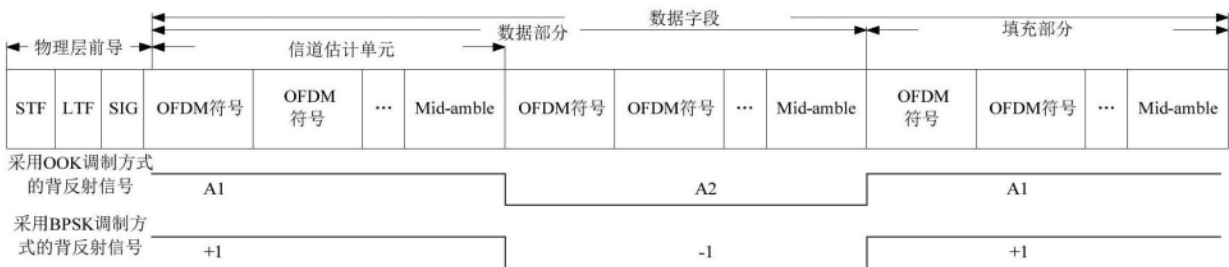 数据字段
数据部分
物理层前导 信道估计单元 填充部分
STF LTF SIG OFDM符号 OFDM 符号 ··· Mid-amble OFDM符号 OFDM符号 ··· Mid-amble OFDM 符号 OFDM符号 ··· Mid-amble
采用OOK调制方式
的背反射信号 A1 A2 A1
采用BPSK调制方
式的背反射信号 +1 -1 +1